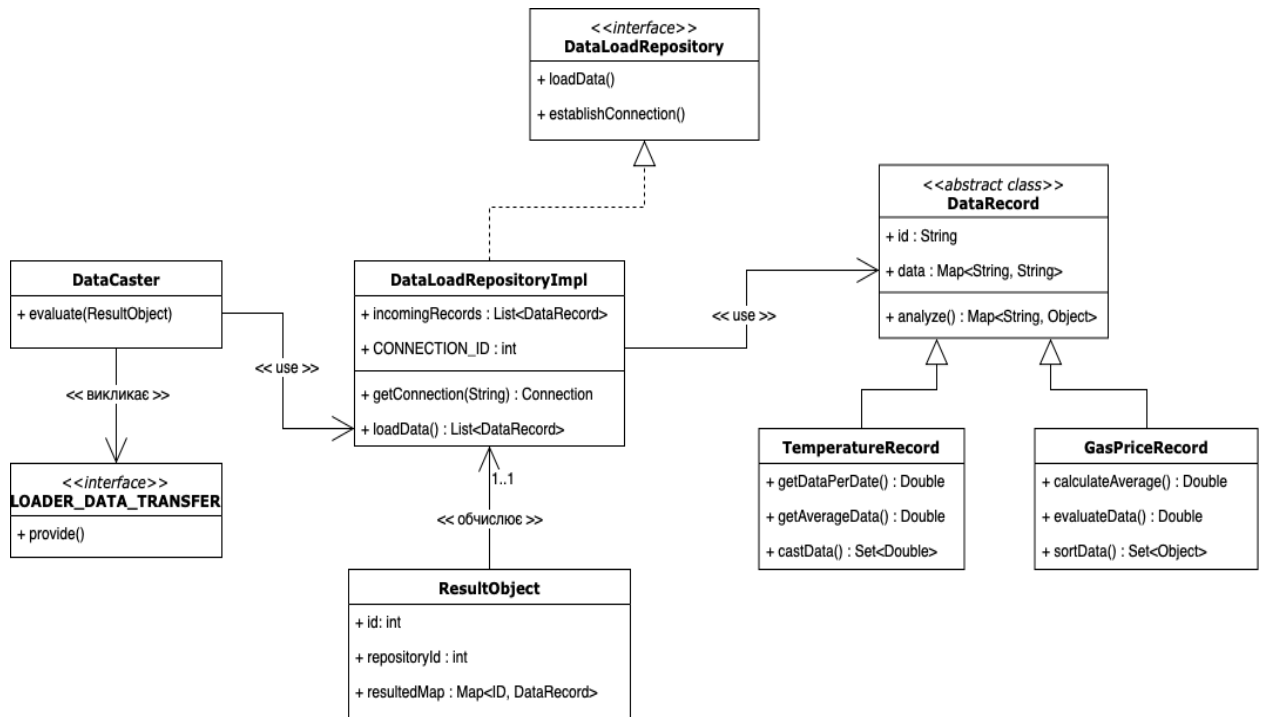 <<interface>>
DataLoadRepository
+ loadData()
+ establishConnection()
<<abstract class>>
DataRecord
+ id : String
+ data : Map<String, String>
+ analyze() : Map<String, Object>
DataCaster
+ evaluate(ResultObject)
DataLoadRepositoryImpl
+ incomingRecords : List<DataRecord>
+ CONNECTION_ID : int
+ getConnection(String) : Connection
+ loadData() : List<DataRecord>
<< use >>
<< use >>
<< викликає >>
<<interface>>
LOADER_DATA_TRANSFER
+ provide()
TemperatureRecord
+ getDataPerDate() : Double
+ getAverageData() : Double
+ castData() : Set<Double>
GasPriceRecord
+ calculateAverage() : Double
+ evaluateData() : Double
+ sortData() : Set<Object>
1..1
<< обчислює >>
ResultObject
+ id: int
+ repositoryId : int
+ resultedMap : Map<ID, DataRecord>